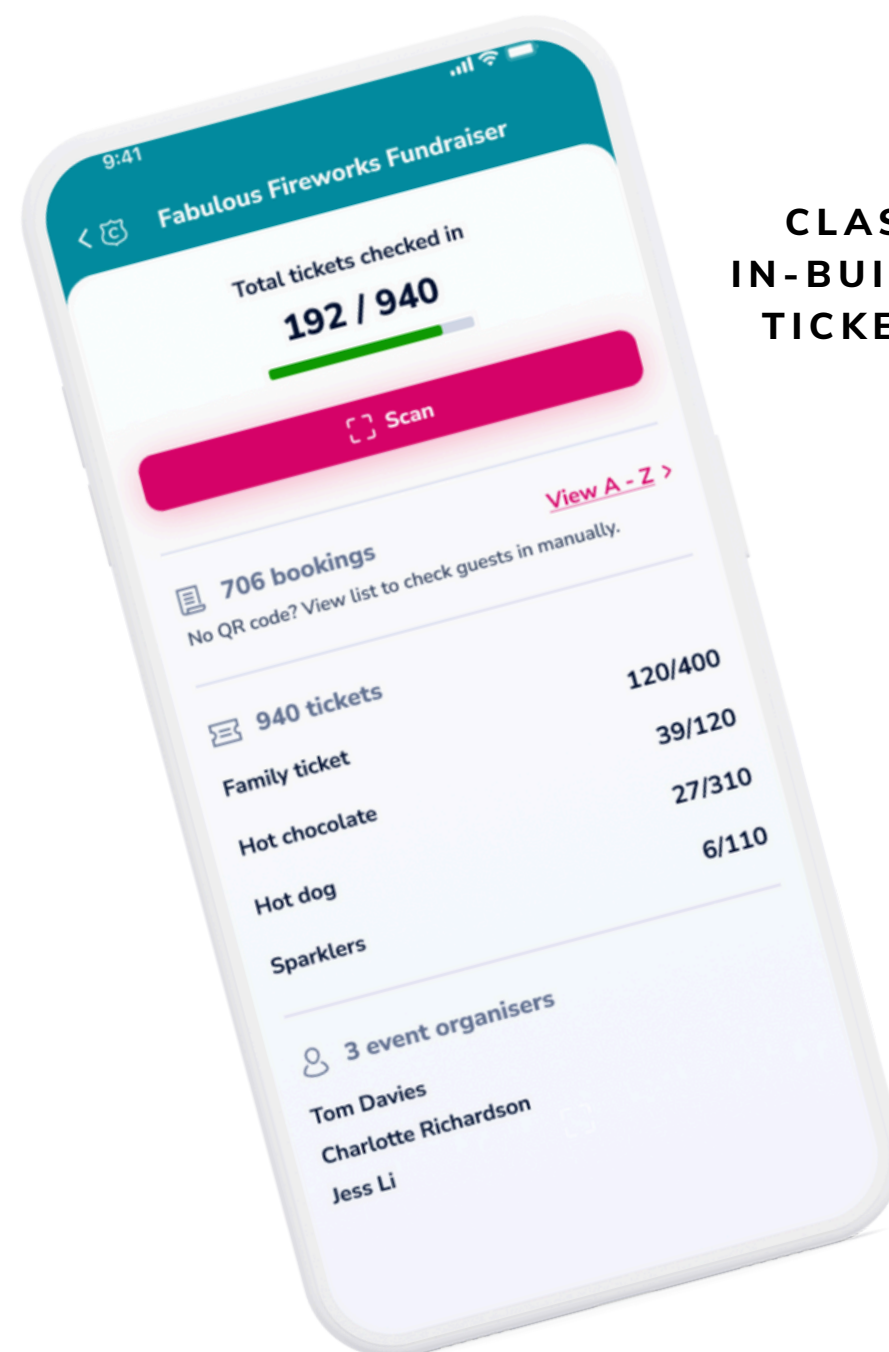 9:41
Fabulous Fireworks Fundraiser
Total tickets checked in
192 / 940
Scan
View A - Z >
706 bookings
No QR code? View list to check guests in manually.
940 tickets
Family ticket 120/400
Hot chocolate 39/120
Hot dog 27/310
Sparklers 6/110
3 event organisers
Tom Davies
Charlotte Richardson
Jess Li